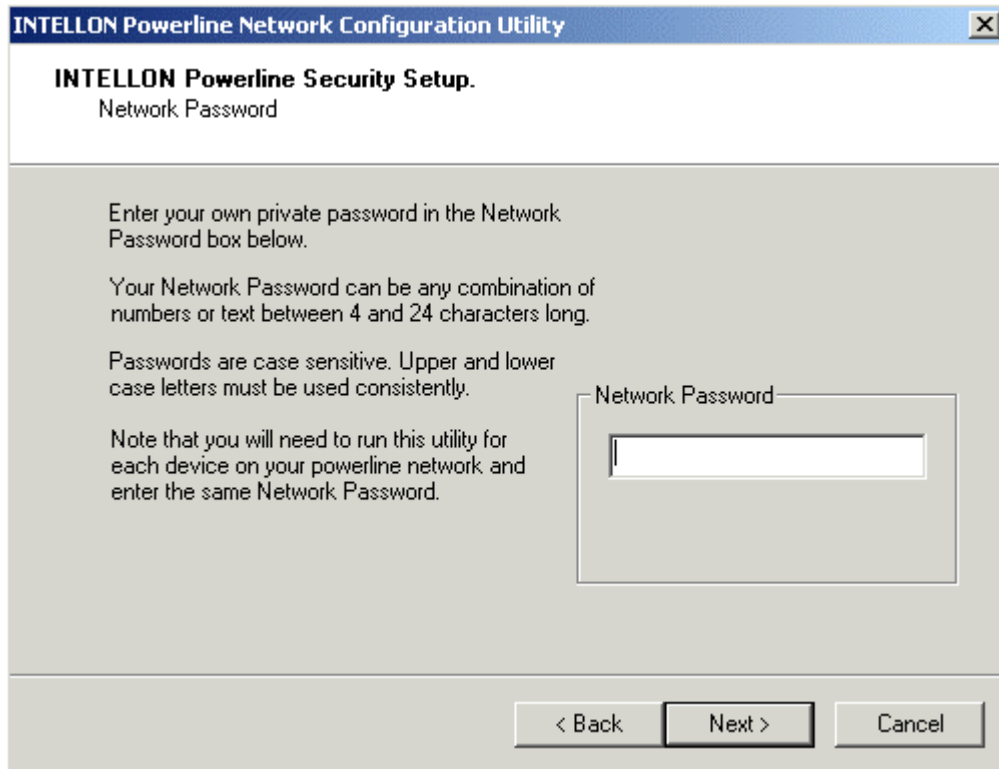 INTELLON Powerline Network Configuration Utility
INTELLON Powerline Security Setup.
Network Password
Enter your own private password in the Network
Password box below.
Your Network Password can be any combination of
numbers or text between 4 and 24 characters long.
Passwords are case sensitive. Upper and lower
case letters must be used consistently.
Note that you will need to run this utility for
each device on your powerline network and
enter the same Network Password.
Network Password
< Back
Next >
Cancel